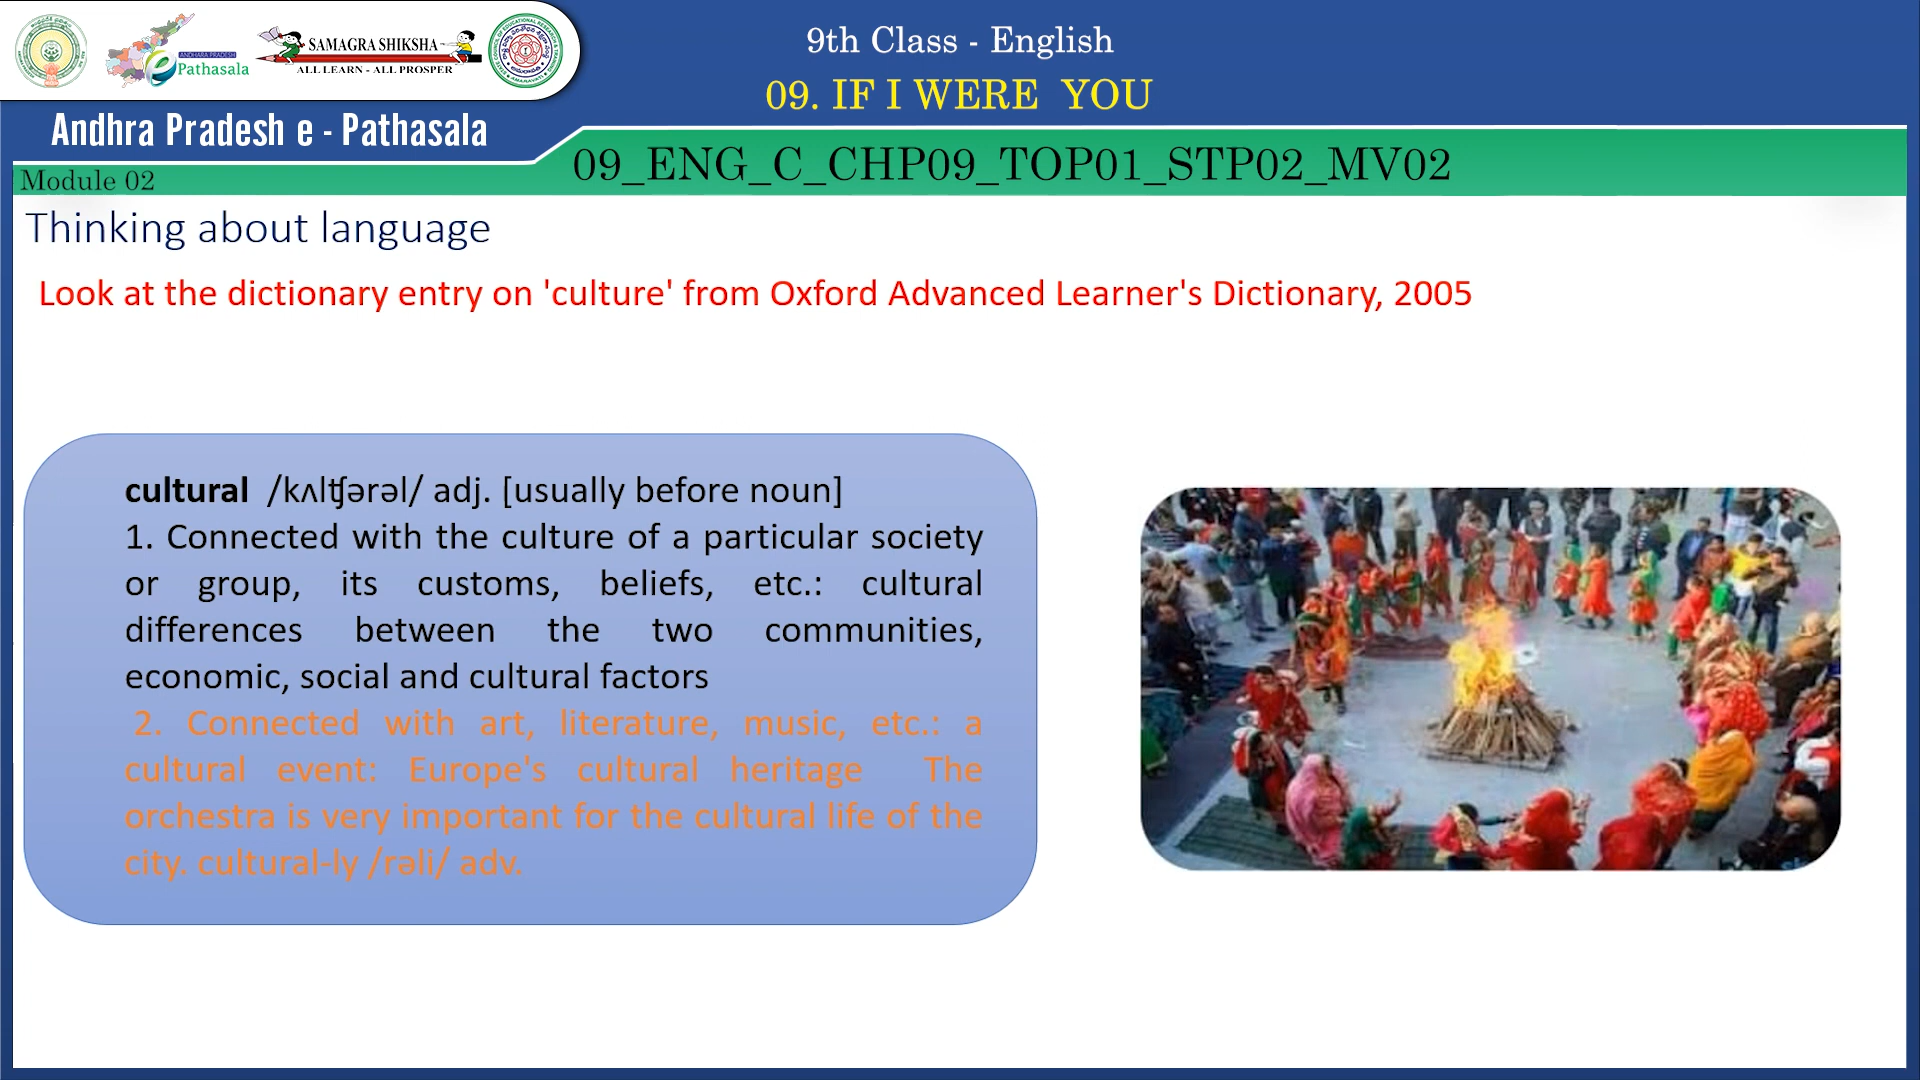 ANDHRA PRADESH
e Pathasala
SAMAGRA SHIKSHA
ALL LEARN - ALL PROSPER
9th Class - English
09. IF I WERE YOU
Andhra Pradesh e - Pathasala
09_ENG_C_CHP09_TOP01_STP02_MV02
Module 02
Thinking about language
Look at the dictionary entry on 'culture' from Oxford Advanced Learner's Dictionary, 2005
cultural /kʌlʧərəl/ adj. [usually before noun]
1. Connected with the culture of a particular society
or group, its customs, beliefs, etc.: cultural
differences between the two communities,
economic, social and cultural factors
2. Connected with art, literature, music, etc.: a
cultural event: Europe's cultural heritage The
orchestra is very important for the cultural life of the
city. cultural-ly /rəli/ adv.